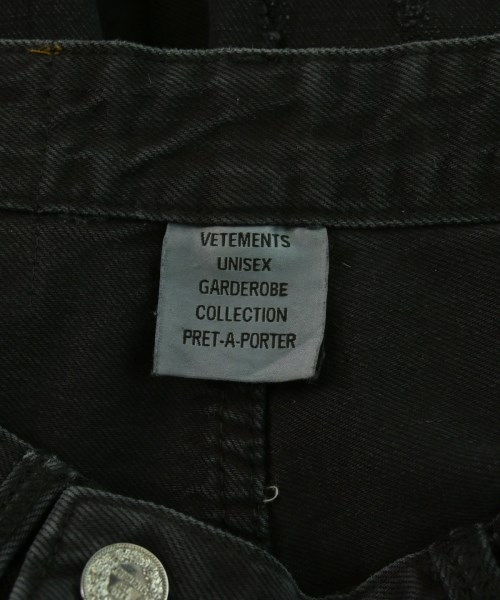 VETEMENTS
UNISEX
GARDEROBE
COLLECTION
PRET-A-PORTER